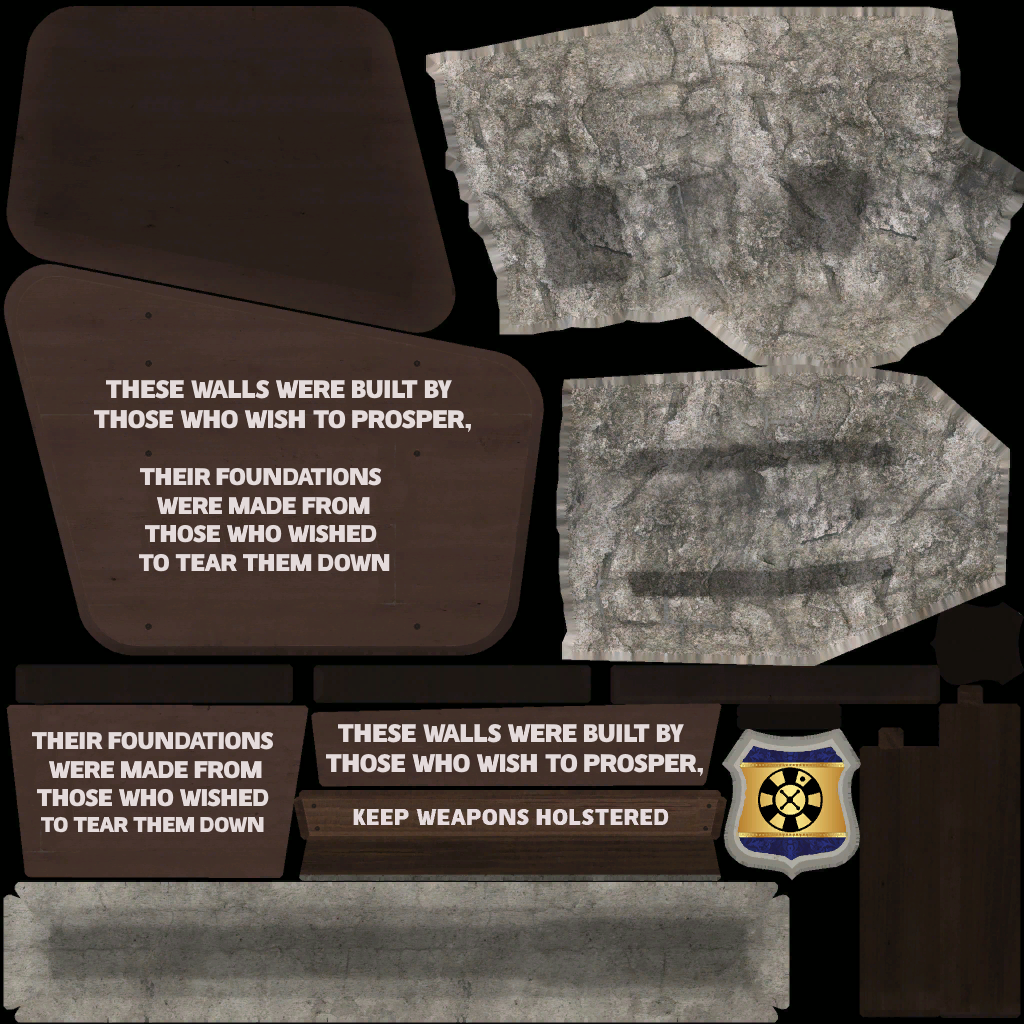 THESE WALLS WERE BUILT BY
THOSE WHO WISH TO PROSPER,
THEIR FOUNDATIONS
WERE MADE FROM
THOSE WHO WISHED
TO TEAR THEM DOWN
THEIR FOUNDATIONS
WERE MADE FROM
THOSE WHO WISHED
TO TEAR THEM DOWN
THESE WALLS WERE BUILT BY
THOSE WHO WISH TO PROSPER,
KEEP WEAPONS HOLSTERED